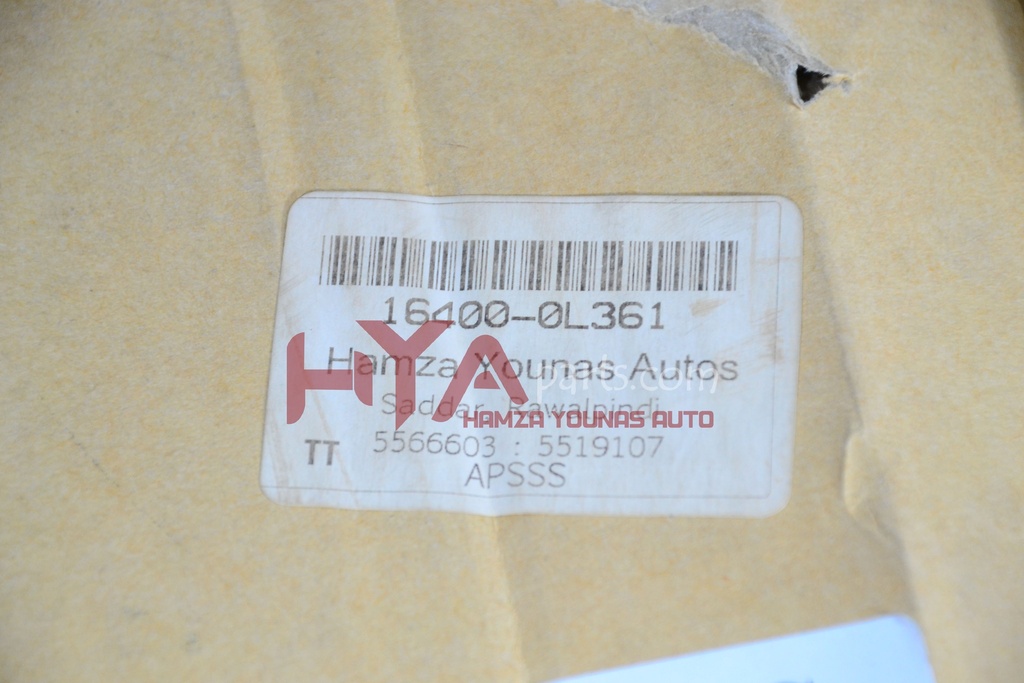 16400-0L361
Hamza Younas Autos
HYA parts.com
Saddar, Rawalpindi
HAMZA YOUNAS AUTO
TT 5566603 : 5519107
APSSS